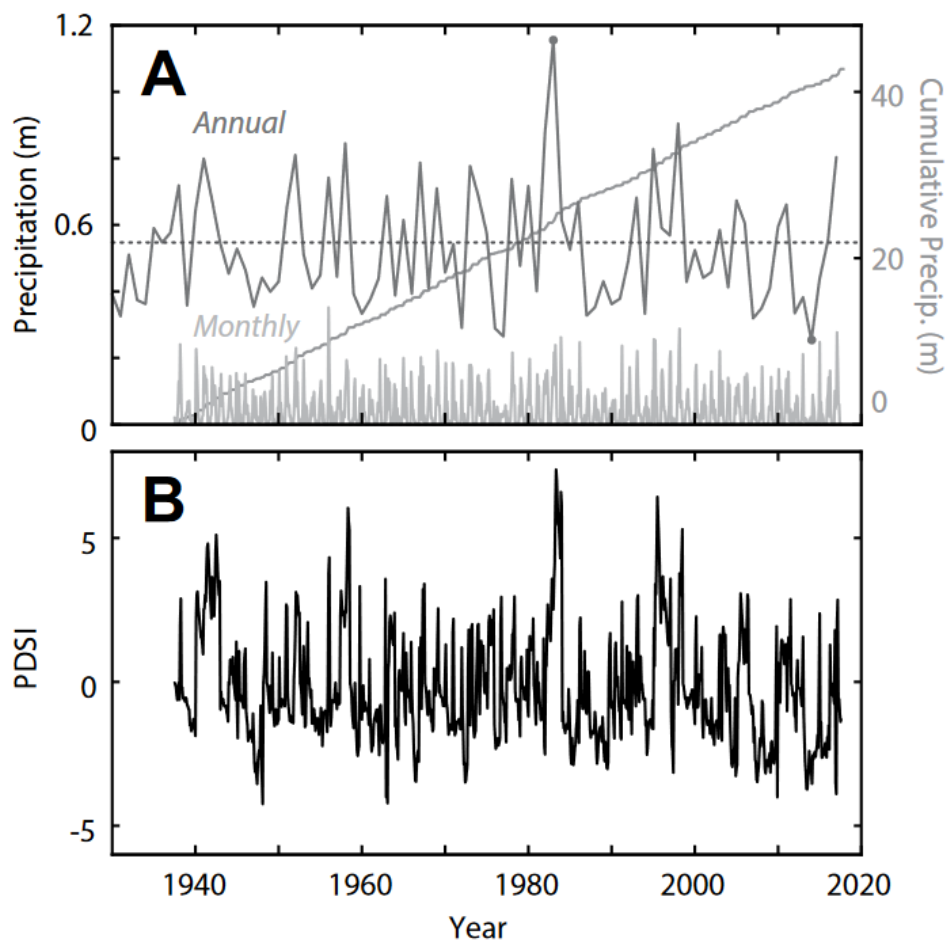 1.2
A
Annual
0.6
Precipitation (m)
Monthly
0
40
20
0
Cumulative Precip. (m)
B
5
0
-5
PDSI
1940 1960 1980 2000 2020
Year